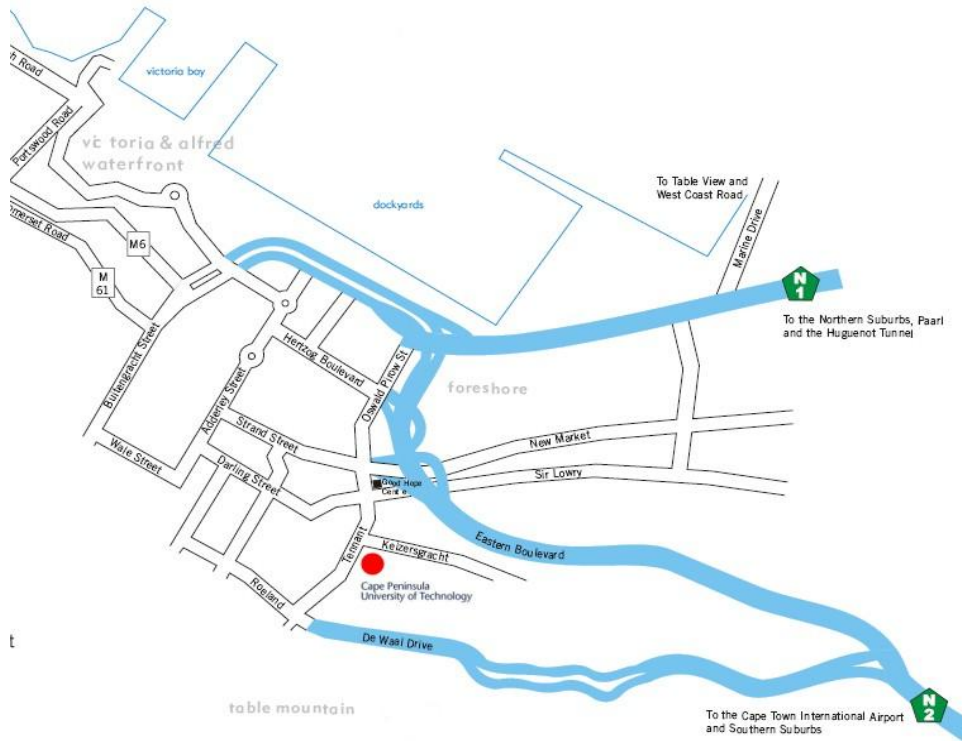 victoria bay
h Road
Portswood Road
vic toria & alfred
waterfront
To Table View and
West Coast Road
dockyards
merset Road
M6
M
61
Marine Drive
N
1
To the Northern Suburbs, Paarl
and the Huguenot Tunnel
Buitengracht Street
Hertzog Boulevard
Oswald Pirow St
Adderley Street
foreshore
Strand Street
New Market
Wale Street
Darling Street
Sir Lowry
Good Hope
Centre
Tennant
Keizersgracht
Eastern Boulevard
Cape Peninsula
University of Technology
Roeland
De Waal Drive
t
table mountain
To the Cape Town International Airport
and Southern Suburbs
N
2